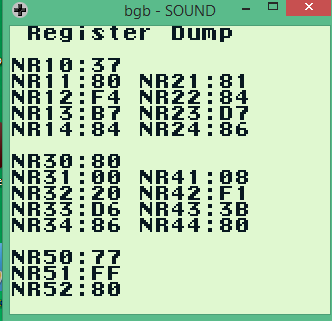 bgb - SOUND
Register Dump
NR10:37
NR11:80 NR21:81
NR12:F4 NR22:84
NR13:B7 NR23:D7
NR14:84 NR24:86
NR30:80
NR31:00 NR41:08
NR32:20 NR42:F1
NR33:D6 NR43:3B
NR34:86 NR44:80
NR50:77
NR51:FF
NR52:80